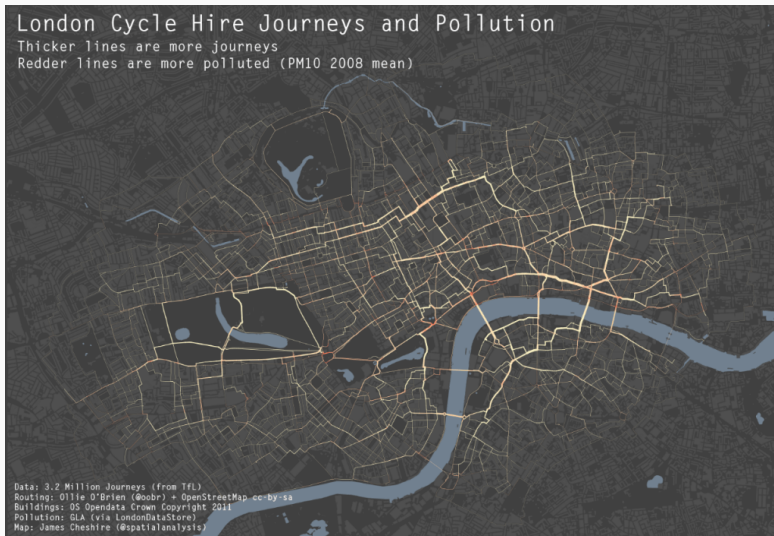 London Cycle Hire Journeys and Pollution
Thicker lines are more journeys
Redder lines are more polluted (PM10 2008 mean)
Data: 3.2 Million Journeys (from TfL)
Routing: Ollie O'Brien (@oobr) + OpenStreetMap cc-by-sa
Buildings: OS Opendata Crown Copyright 2011
Pollution: GLA (via LondonDataStore)
Map: James Cheshire (@spatialanalysis)